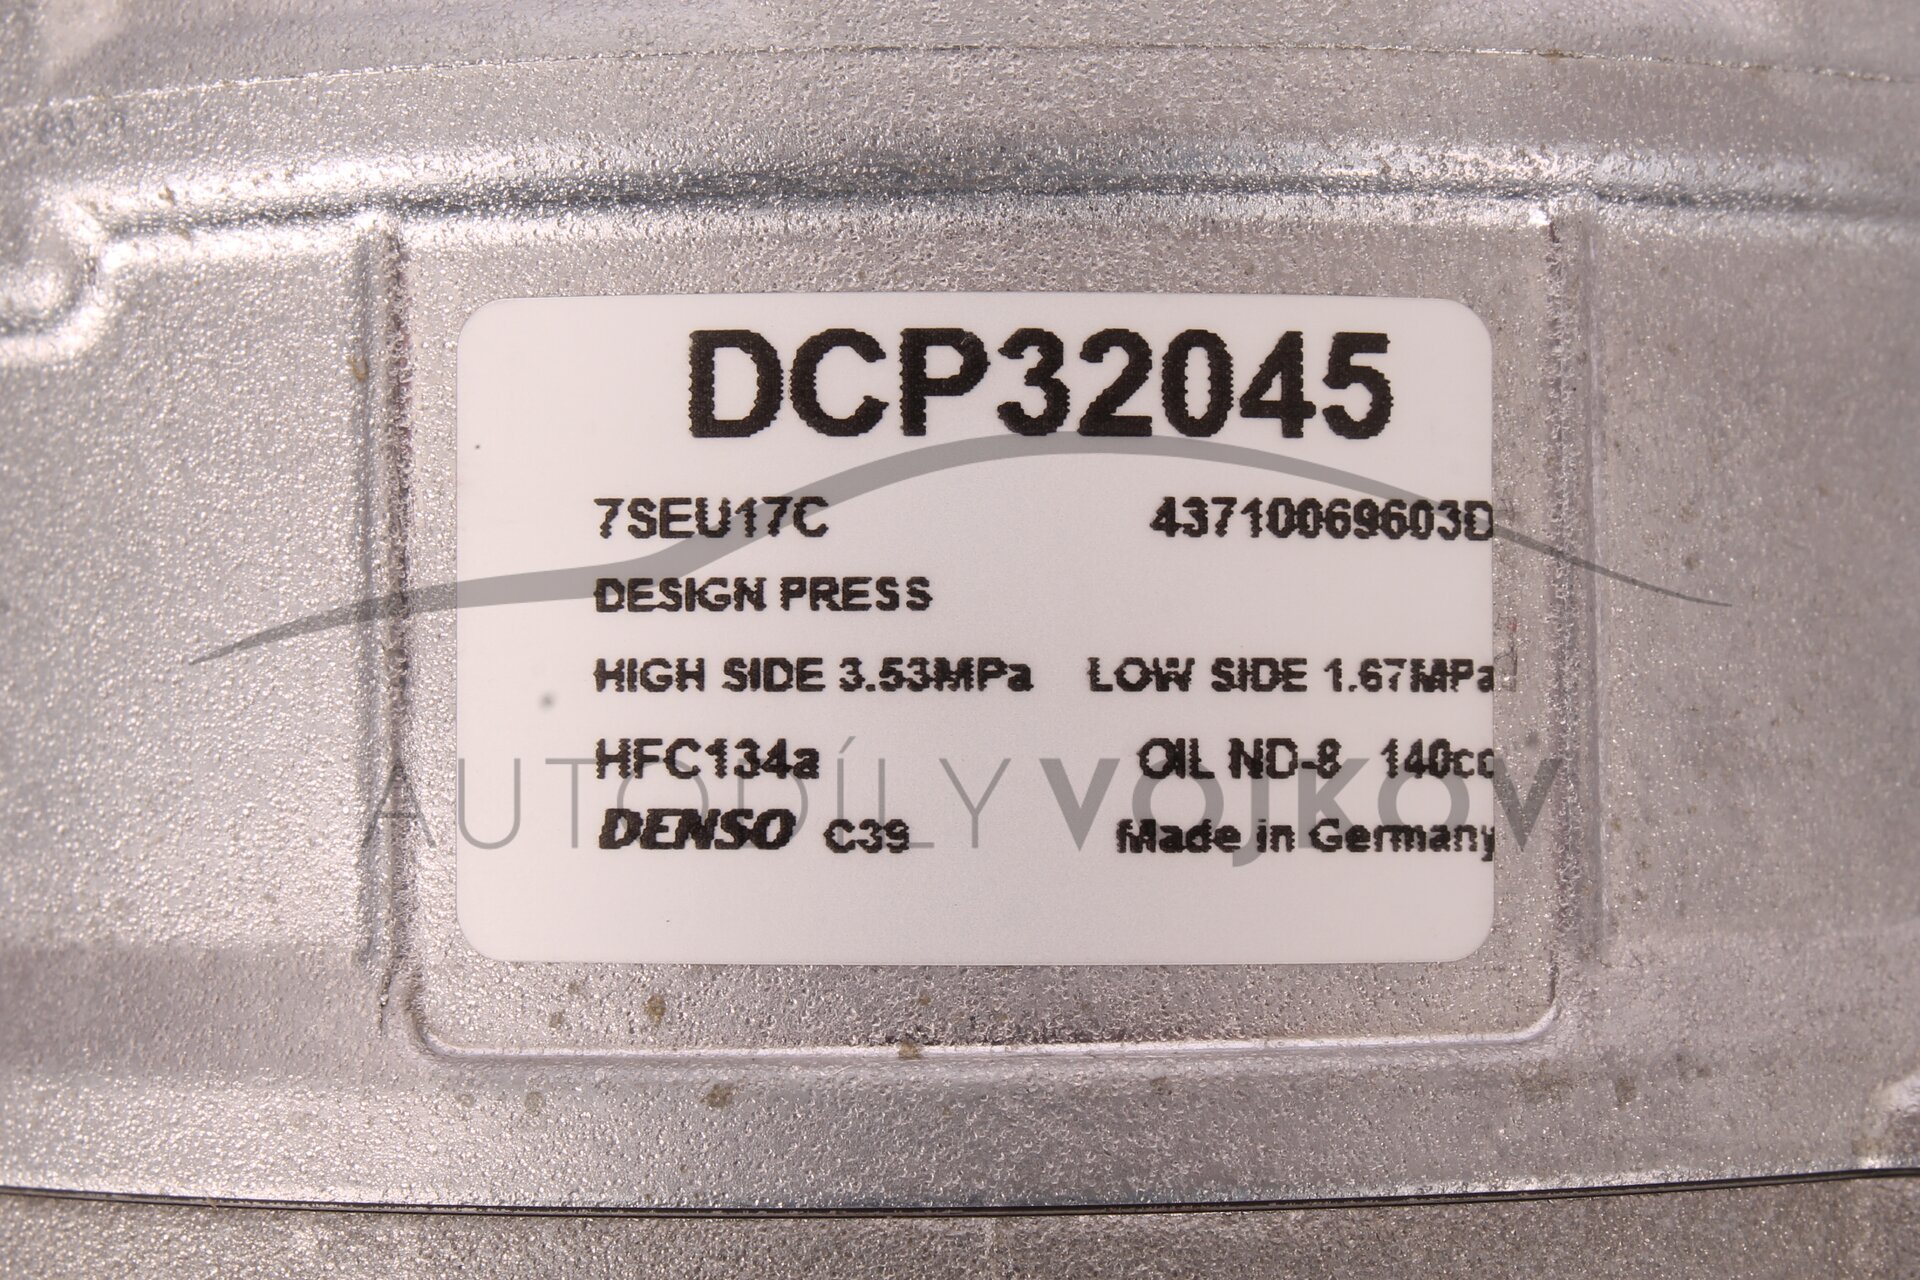 DCP32045
7SEU17C 43710069603D
DESIGN PRESS
HIGH SIDE 3.53MPa LOW SIDE 1.67MPa
HFC134a OIL ND-8 140cc
AUTODÍLY VOJKOV
DENSO C39 Made in Germany